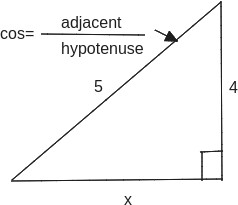 adjacent
cos=
hypotenuse
5
4
x